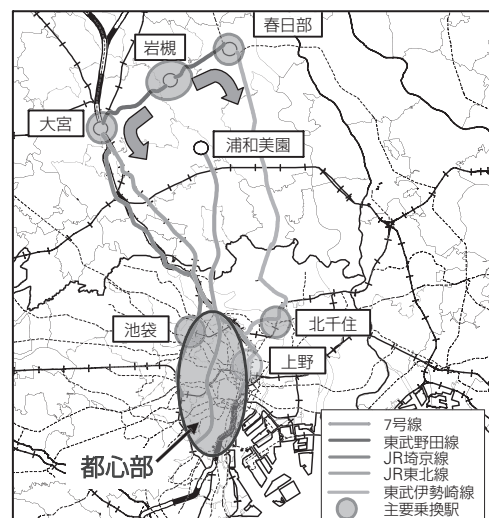 春日部
岩槻
大宮
浦和美園
池袋
北千住
上野
都心部
7号線
東武野田線
JR埼京線
JR東北線
東武伊勢崎線
主要乗換駅